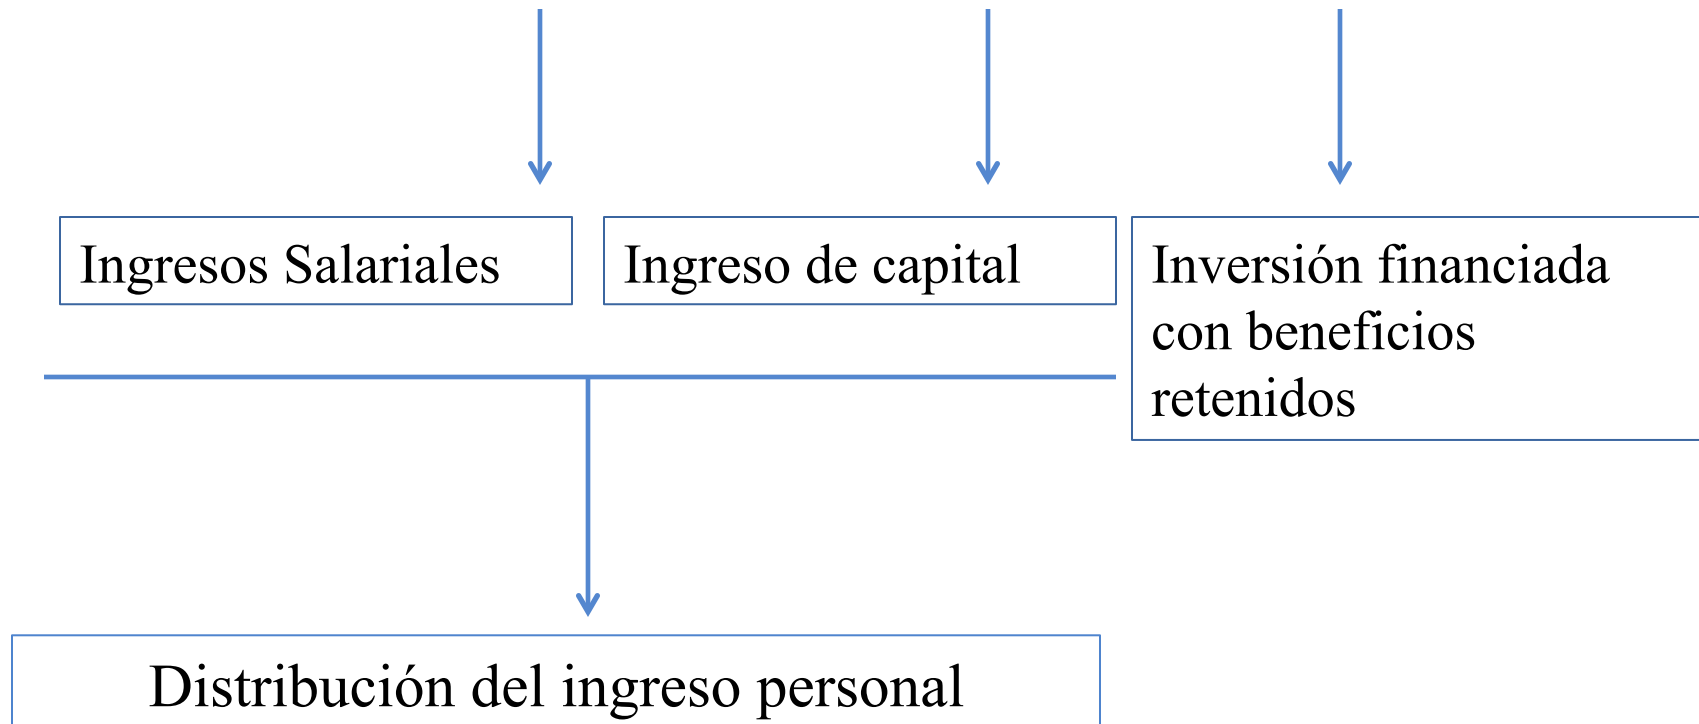 Ingresos Salariales
Ingreso de capital
Inversión financiada
con beneficios
retenidos
Distribución del ingreso personal